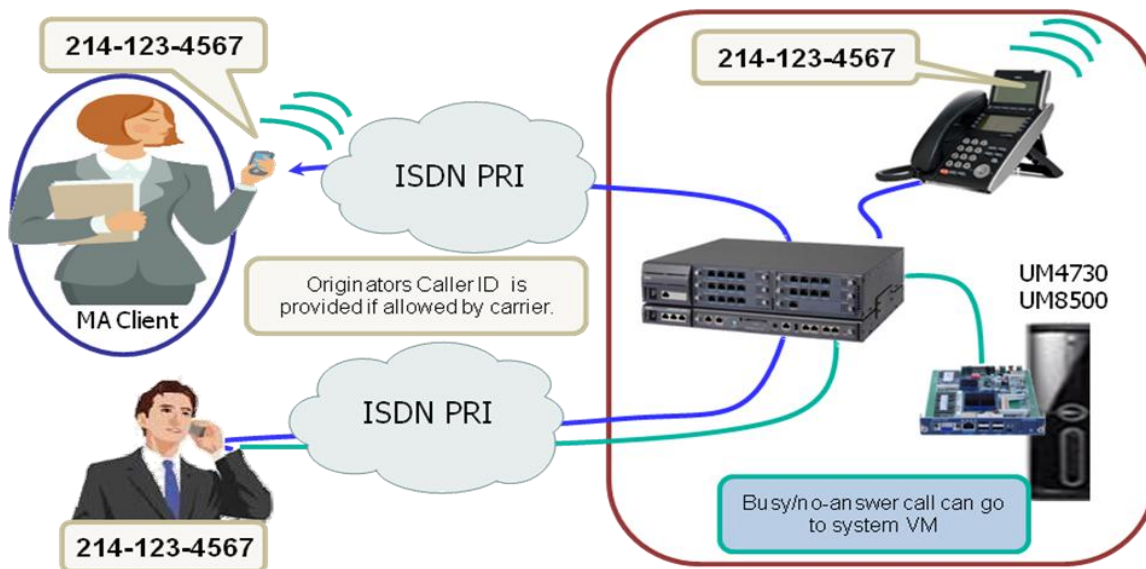 214-123-4567
214-123-4567
ISDN PRI
Originators Caller ID is
provided if allowed by carrier.
MA Client
UM4730
UM8500
ISDN PRI
Busy/no-answer call can go
to system VM
214-123-4567